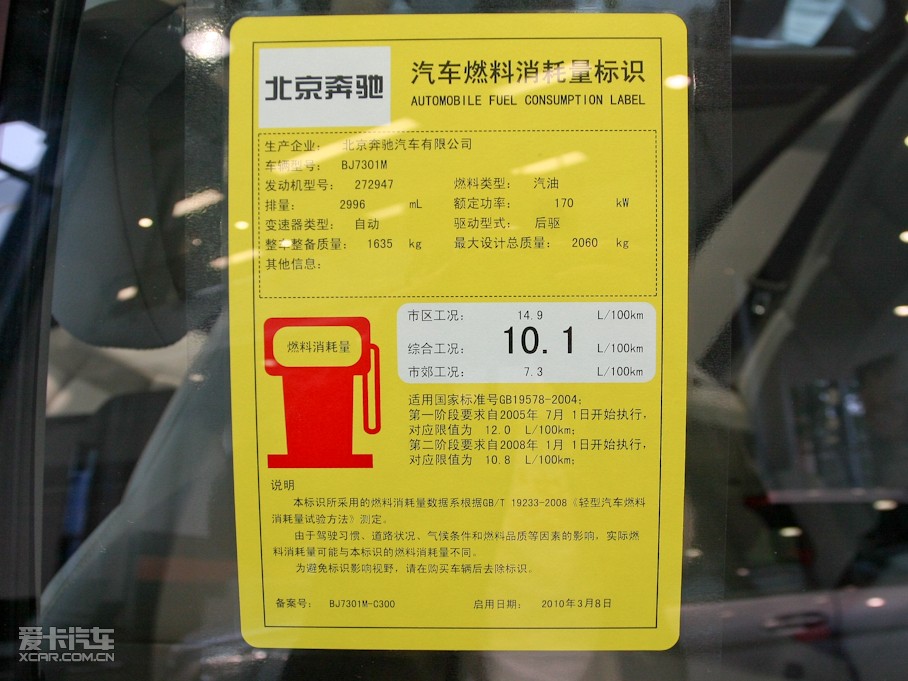 北京奔驰
汽车燃料消耗量标识
AUTOMOBILE FUEL CONSUMPTION LABEL
生产企业: 北京奔驰汽车有限公司
车辆型号: BJ7301M
发动机型号: 272947 燃料类型: 汽油
排量: 2996 mL 额定功率: 170 kW
变速器类型: 自动 驱动型式: 后驱
整车整备质量: 1635 kg 最大设计总质量: 2060 kg
其他信息:
燃料消耗量
市区工况: 14.9 L/100km
综合工况: 10.1 L/100km
市郊工况: 7.3 L/100km
适用国家标准号GB19578-2004;
第一阶段要求自2005年 7月 1日开始执行,
对应限值为 12.0 L/100km;
第二阶段要求自2008年 1月 1日开始执行,
对应限值为 10.8 L/100km;
说明
本标识所采用的燃料消耗量数据系根据GB/T 19233-2008《轻型汽车燃料
消耗量试验方法》测定。
由于驾驶习惯、道路状况、气候条件和燃料品质等因素的影响,实际燃
料消耗量可能与本标识的燃料消耗量不同。
为避免标识影响视野,请在购买车辆后去除标识。
备案号: BJ7301M-C300 启用日期: 2010年3月8日
爱卡汽车
XCAR.COM.CN